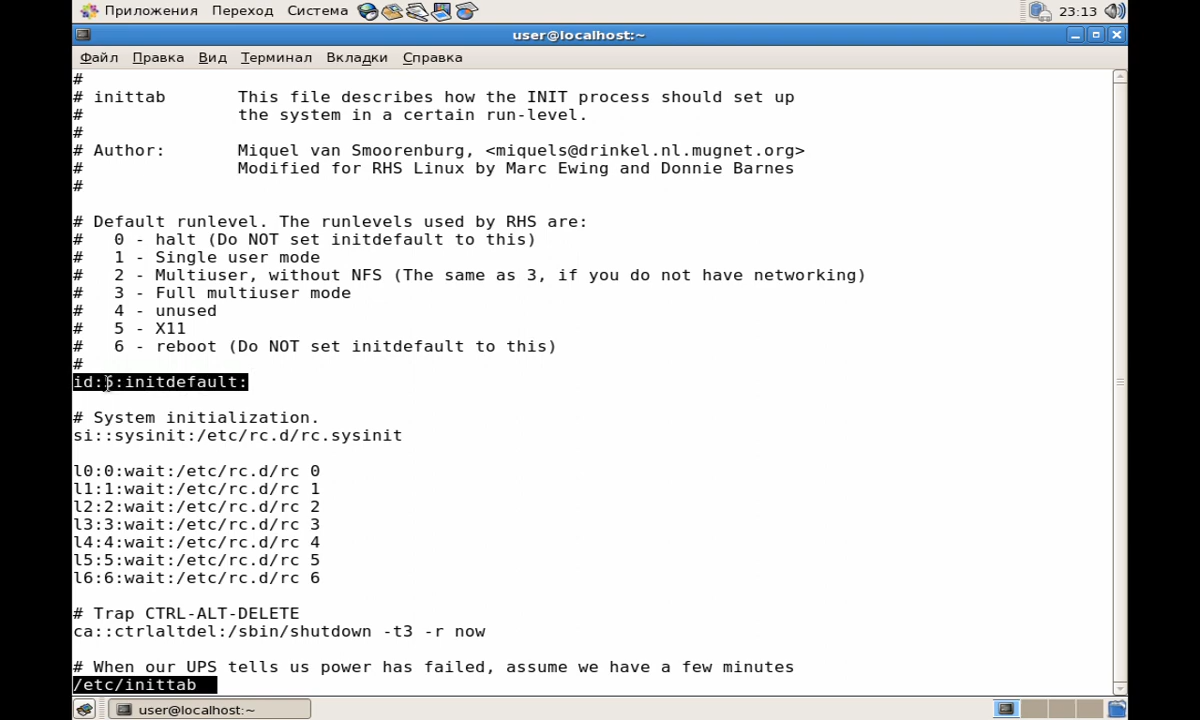 Приложения Переход Система 23:13
user@localhost:~
Файл Правка Вид Терминал Вкладки Справка
#
# inittab This file describes how the INIT process should set up
# the system in a certain run-level.
#
# Author: Miquel van Smoorenburg, <miquels@drinkel.nl.mugnet.org>
# Modified for RHS Linux by Marc Ewing and Donnie Barnes
#
# Default runlevel. The runlevels used by RHS are:
# 0 - halt (Do NOT set initdefault to this)
# 1 - Single user mode
# 2 - Multiuser, without NFS (The same as 3, if you do not have networking)
# 3 - Full multiuser mode
# 4 - unused
# 5 - X11
# 6 - reboot (Do NOT set initdefault to this)
#
id:5:initdefault:
# System initialization.
si::sysinit:/etc/rc.d/rc.sysinit
l0:0:wait:/etc/rc.d/rc 0
l1:1:wait:/etc/rc.d/rc 1
l2:2:wait:/etc/rc.d/rc 2
l3:3:wait:/etc/rc.d/rc 3
l4:4:wait:/etc/rc.d/rc 4
l5:5:wait:/etc/rc.d/rc 5
l6:6:wait:/etc/rc.d/rc 6
# Trap CTRL-ALT-DELETE
ca::ctrlaltdel:/sbin/shutdown -t3 -r now
# When our UPS tells us power has failed, assume we have a few minutes
/etc/inittab
user@localhost:~